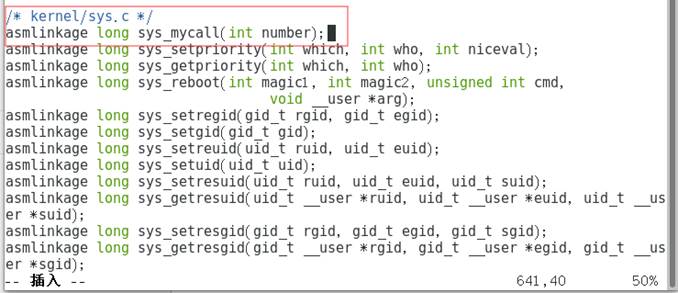 /* kernel/sys.c */
asmlinkage long sys_mycall(int number);
asmlinkage long sys_setpriority(int which, int who, int niceval);
asmlinkage long sys_getpriority(int which, int who);
asmlinkage long sys_reboot(int magic1, int magic2, unsigned int cmd,
void __user *arg);
asmlinkage long sys_setregid(gid_t rgid, gid_t egid);
asmlinkage long sys_setgid(gid_t gid);
asmlinkage long sys_setreuid(uid_t ruid, uid_t euid);
asmlinkage long sys_setuid(uid_t uid);
asmlinkage long sys_setresuid(uid_t ruid, uid_t euid, uid_t suid);
asmlinkage long sys_getresuid(uid_t __user *ruid, uid_t __user *euid, uid_t __us
er *suid);
asmlinkage long sys_setresgid(gid_t rgid, gid_t egid, gid_t sgid);
asmlinkage long sys_getresgid(gid_t __user *rgid, gid_t __user *egid, gid_t __us
er *sgid);
-- 插入 -- 641,40 50%